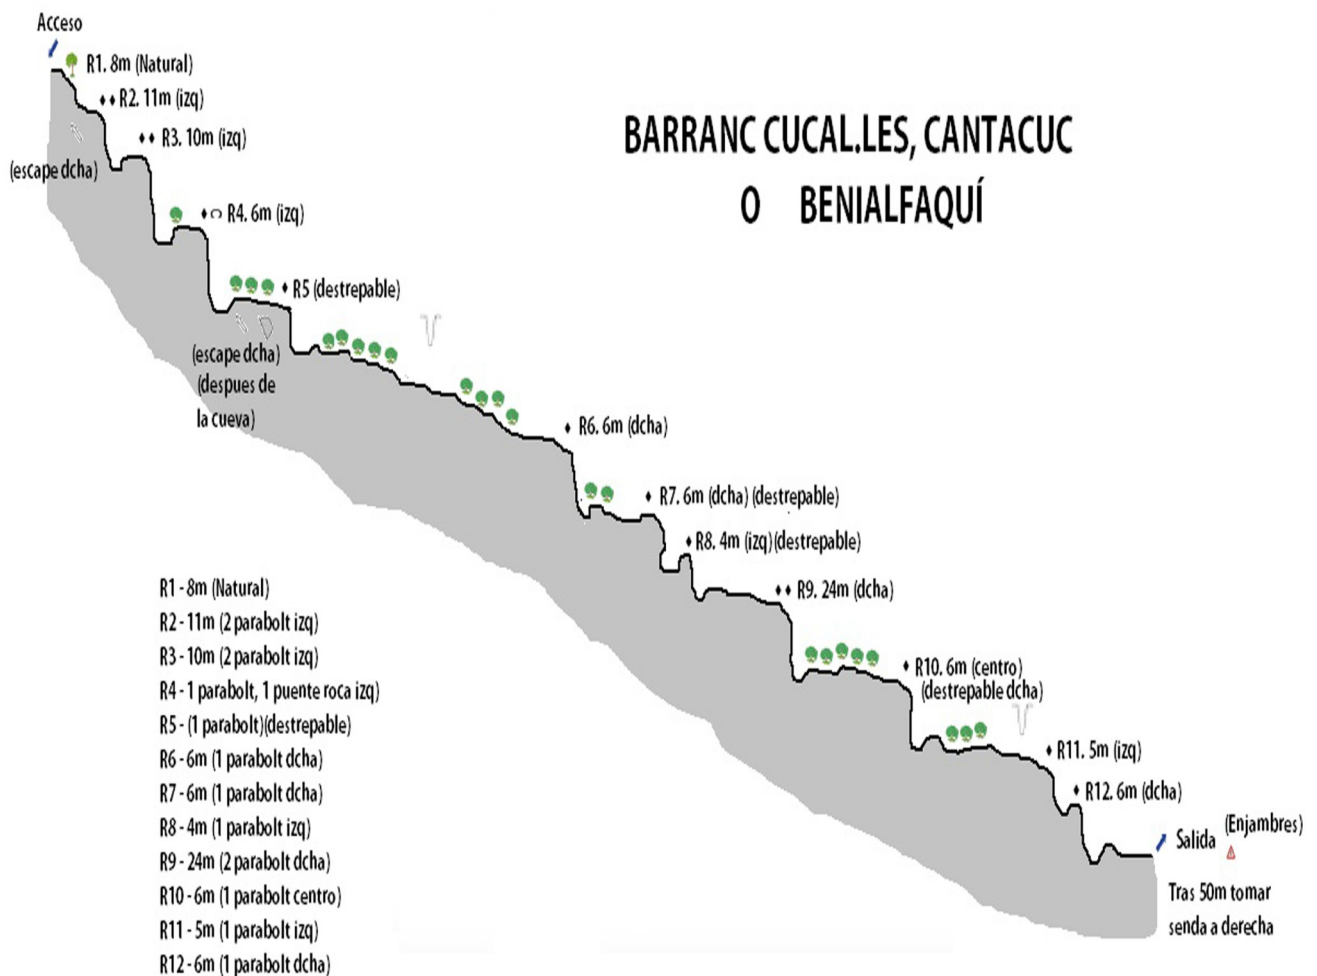 Acceso
R1. 8m (Natural)
R2. 11m (izq)
R3. 10m (izq)
(escape dcha)
BARRANC CUCAL.LES, CANTACUC
O BENIALFAQUÍ
R4. 6m (izq)
R5 (destrepable)
(escape dcha)
(despues de
la cueva)
R6. 6m (dcha)
R7. 6m (dcha) (destrepable)
R8. 4m (izq)(destrepable)
R9. 24m (dcha)
R10. 6m (centro)
(destrepable dcha)
R11. 5m (izq)
R12. 6m (dcha)
Salida
(Enjambres)
Tras 50m tomar
senda a derecha
R1 - 8m (Natural)
R2 - 11m (2 parabolt izq)
R3 - 10m (2 parabolt izq)
R4 - 1 parabolt, 1 puente roca izq)
R5 - (1 parabolt)(destrepable)
R6 - 6m (1 parabolt dcha)
R7 - 6m (1 parabolt dcha)
R8 - 4m (1 parabolt izq)
R9 - 24m (2 parabolt dcha)
R10 - 6m (1 parabolt centro)
R11 - 5m (1 parabolt izq)
R12 - 6m (1 parabolt dcha)